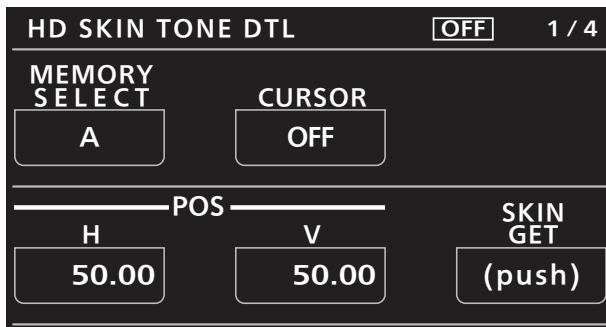 HD SKIN TONE DTL OFF 1 / 4
MEMORY
SELECT CURSOR
A OFF
POS SKIN
H V GET
50.00 50.00 (push)